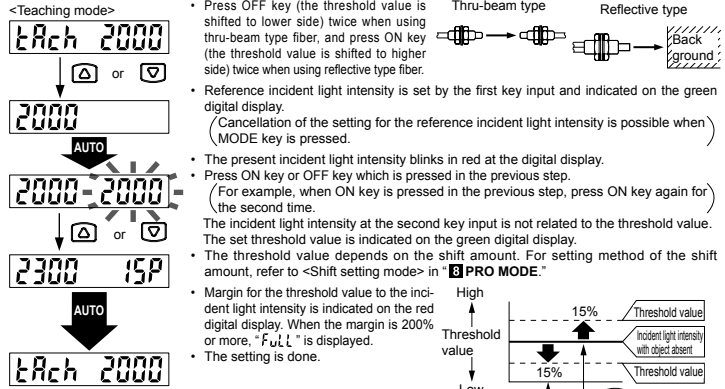 <Teaching mode>
tAch 2000
or
2000
AUTO
2000 2000
or
2300 15P
AUTO
tAch 2000
• Press OFF key (the threshold value is
shifted to lower side) twice when using
thru-beam type fiber, and press ON key
(the threshold value is shifted to higher
side) twice when using reflective type fiber.
Thru-beam type
Reflective type
Back
ground
• Reference incident light intensity is set by the first key input and indicated on the green
digital display.
(Cancellation of the setting for the reference incident light intensity is possible when
MODE key is pressed.)
• The present incident light intensity blinks in red at the digital display.
• Press ON key or OFF key which is pressed in the previous step.
(For example, when ON key is pressed in the previous step, press ON key again for
the second time.)
The incident light intensity at the second key input is not related to the threshold value.
The set threshold value is indicated on the green digital display.
• The threshold value depends on the shift amount. For setting method of the shift
amount, refer to <Shift setting mode> in “ 8 PRO MODE.”
• Margin for the threshold value to the inci-
dent light intensity is indicated on the red
digital display. When the margin is 200%
or more, “ FuLL ” is displayed.
• The setting is done.
High
Threshold
value
Low
15%
Threshold value
Incident light intensity
with object absent
15%
Threshold value